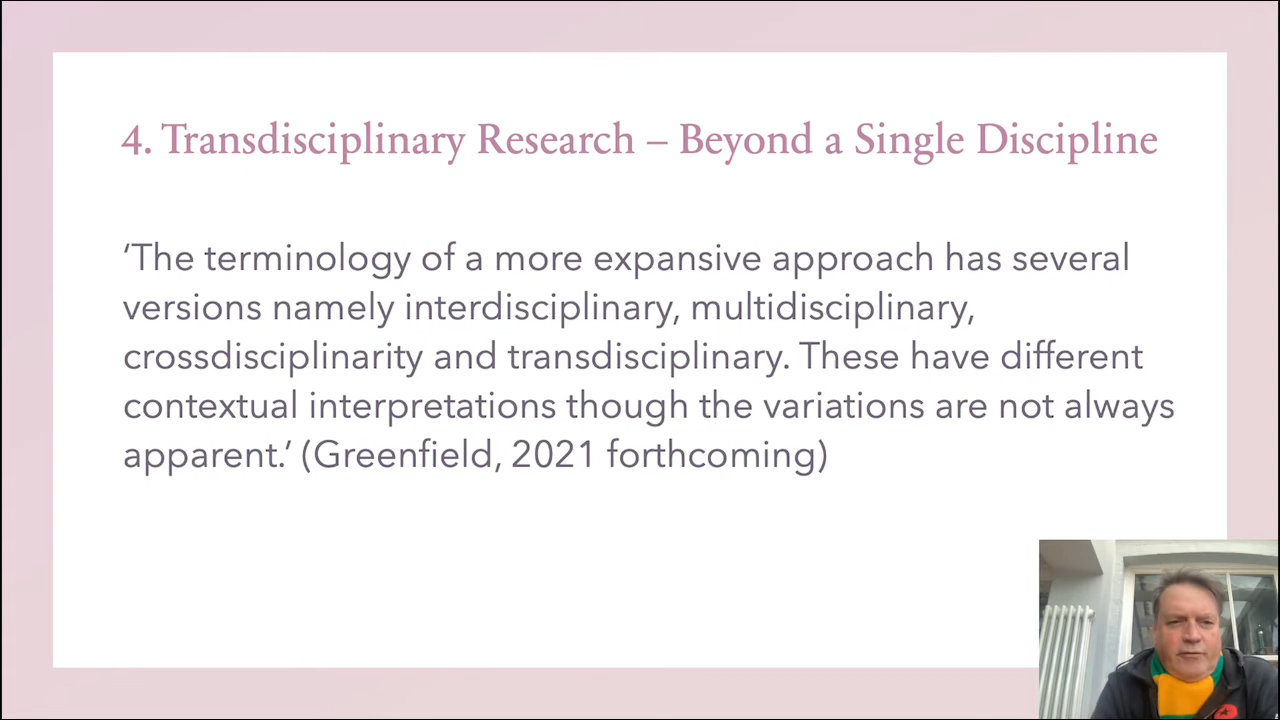 4. Transdisciplinary Research – Beyond a Single Discipline
‘The terminology of a more expansive approach has several
versions namely interdisciplinary, multidisciplinary,
crossdisciplinarity and transdisciplinary. These have different
contextual interpretations though the variations are not always
apparent.’ (Greenfield, 2021 forthcoming)